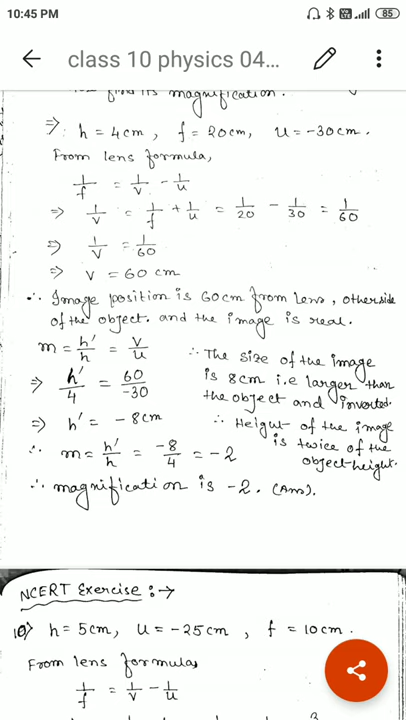 10:45 PM
85
class 10 physics 04...
find its magnification.
⇒ h = 4cm, f = 20cm, u = -30cm.
From lens formula,
1/f = 1/v - 1/u
⇒ 1/v = 1/f + 1/u = 1/20 - 1/30 = 1/60
⇒ 1/v = 1/60
⇒ v = 60 cm
∴ Image position is 60cm from lens, otherside
of the object. and the image is real.
m = h'/h = v/u
⇒ h'/4 = 60/-30
⇒ h' = -8cm
∴ m = h'/h = -8/4 = -2
∴ The size of the image
is 8cm i.e larger than
the object and inverted.
∴ Height of the image
is twice of the
object height.
∴ magnification is -2. (Ans).
NCERT Exercise :→
10⇒ h = 5cm, u = -25cm, f = 10cm.
From lens formula,
1/f = 1/v - 1/u